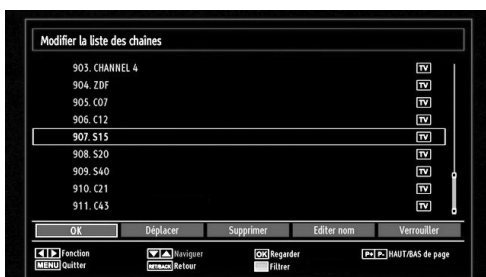 Modifier la liste des chaînes
903. CHANNEL 4 TV
904. ZDF TV
905. C07 TV
906. C12 TV
907. S15 TV
908. S20 TV
909. S40 TV
910. C21 TV
911. C43 TV
OK Déplacer Supprimer Editer nom Verrouiller
Fonction Naviguer OK Regarder P+ P- HAUT/BAS de page
MENU Quitter RET/BACK Retour Filtrer